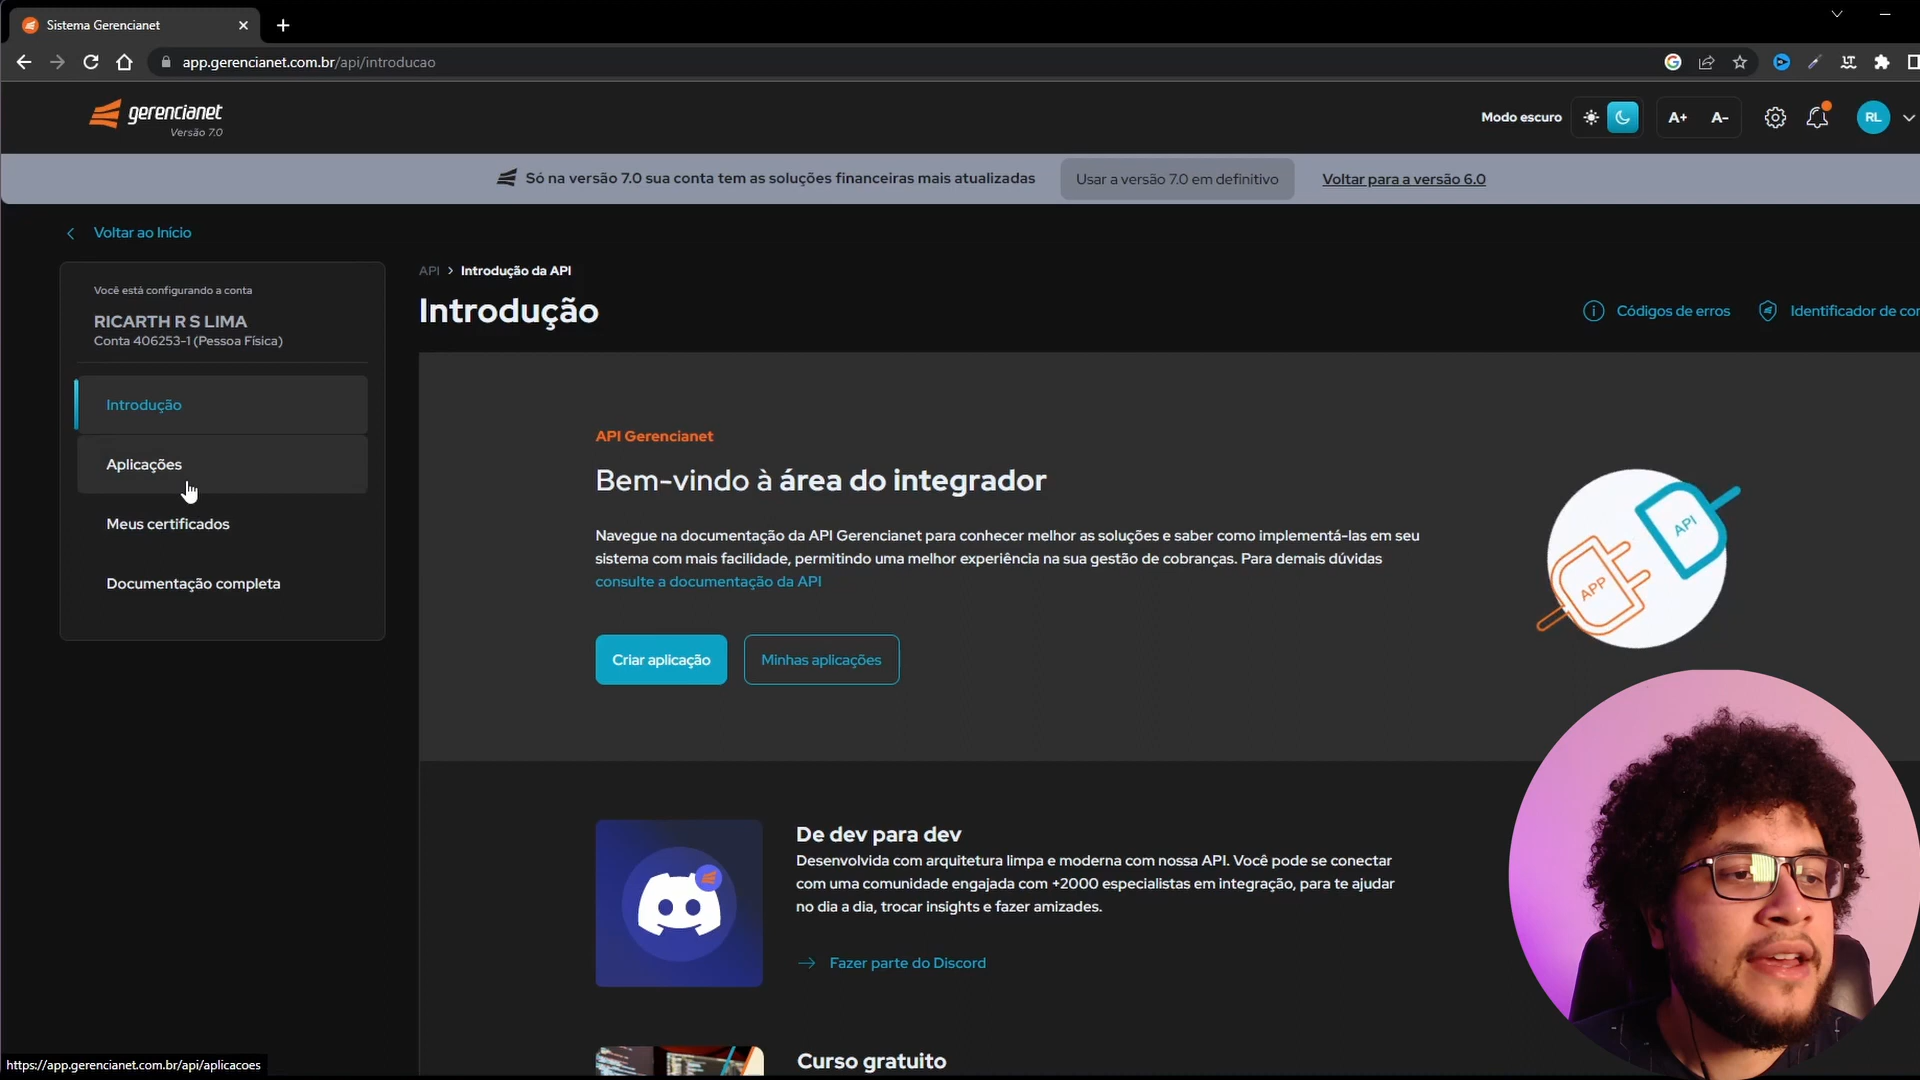 Sistema Gerencianet
app.gerencianet.com.br/api/introducao
gerencianet
Versão 7.0
Modo escuro
A+
A-
RL
Só na versão 7.0 sua conta tem as soluções financeiras mais atualizadas
Usar a versão 7.0 em definitivo
Voltar para a versão 6.0
Voltar ao Início
Você está configurando a conta
RICARTH R S LIMA
Conta 406253-1 (Pessoa Física)
Introdução
Aplicações
Meus certificados
Documentação completa
API > Introdução da API
Introdução
Códigos de erros
Identificador de con
API Gerencianet
Bem-vindo à área do integrador
Navegue na documentação da API Gerencianet para conhecer melhor as soluções e saber como implementá-las em seu
sistema com mais facilidade, permitindo uma melhor experiência na sua gestão de cobranças. Para demais dúvidas
consulte a documentação da API
Criar aplicação
Minhas aplicações
API
APP
De dev para dev
Desenvolvida com arquitetura limpa e moderna com nossa API. Você pode se conectar
com uma comunidade engajada com +2000 especialistas em integração, para te ajudar
no dia a dia, trocar insights e fazer amizades.
Fazer parte do Discord
Curso gratuito
https://app.gerencianet.com.br/api/aplicacoes